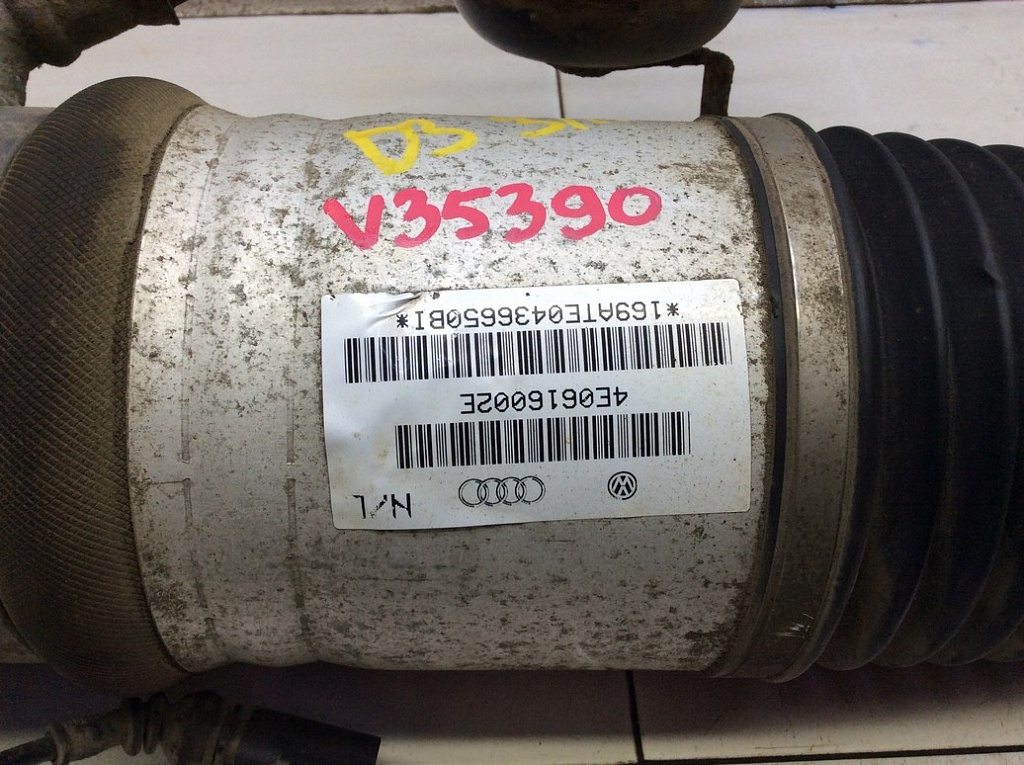 D3
V35390
*169ATE0436650BI*
4E0616002E
N/L